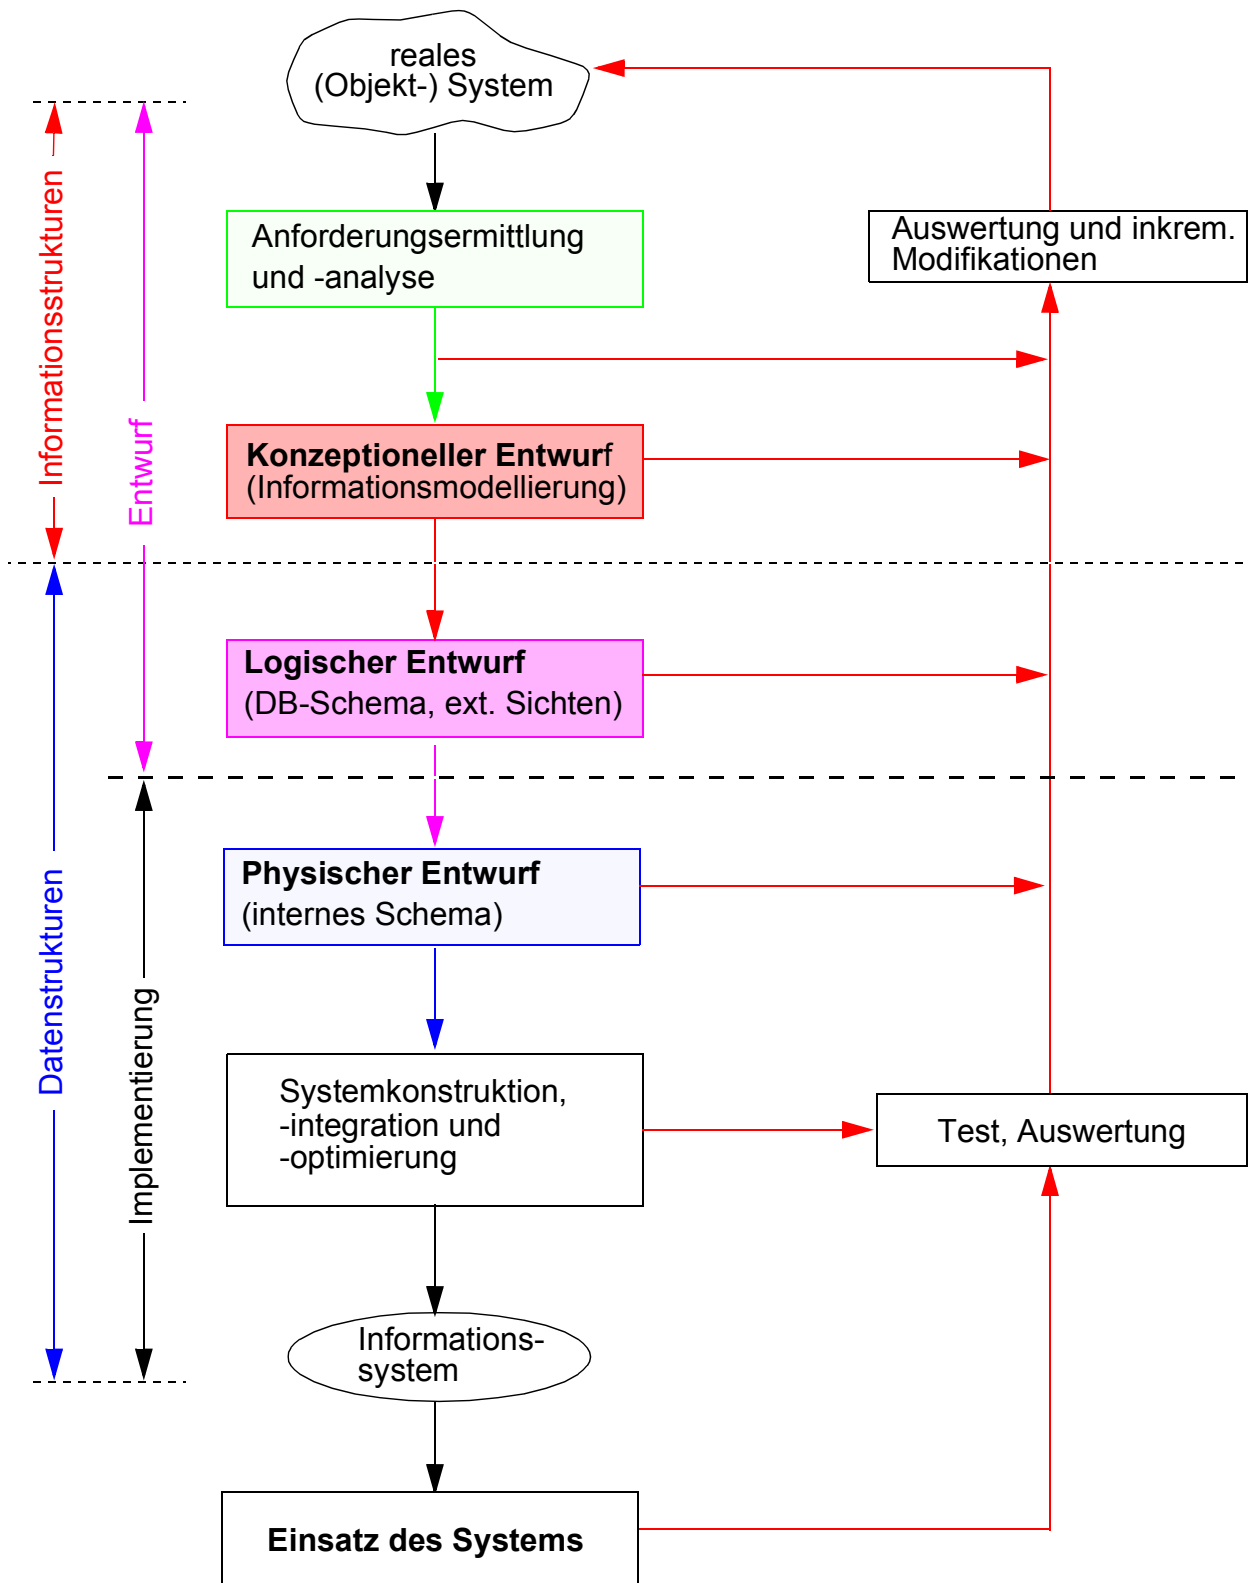 reales
(Objekt-) System
Anforderungsermittlung
und -analyse
Auswertung und inkrem.
Modifikationen
Informationsstrukturen
Entwurf
Konzeptioneller Entwurf
(Informationsmodellierung)
Logischer Entwurf
(DB-Schema, ext. Sichten)
Physischer Entwurf
(internes Schema)
Datenstrukturen
Implementierung
Systemkonstruktion,
-integration und
-optimierung
Test, Auswertung
Informations-
system
Einsatz des Systems